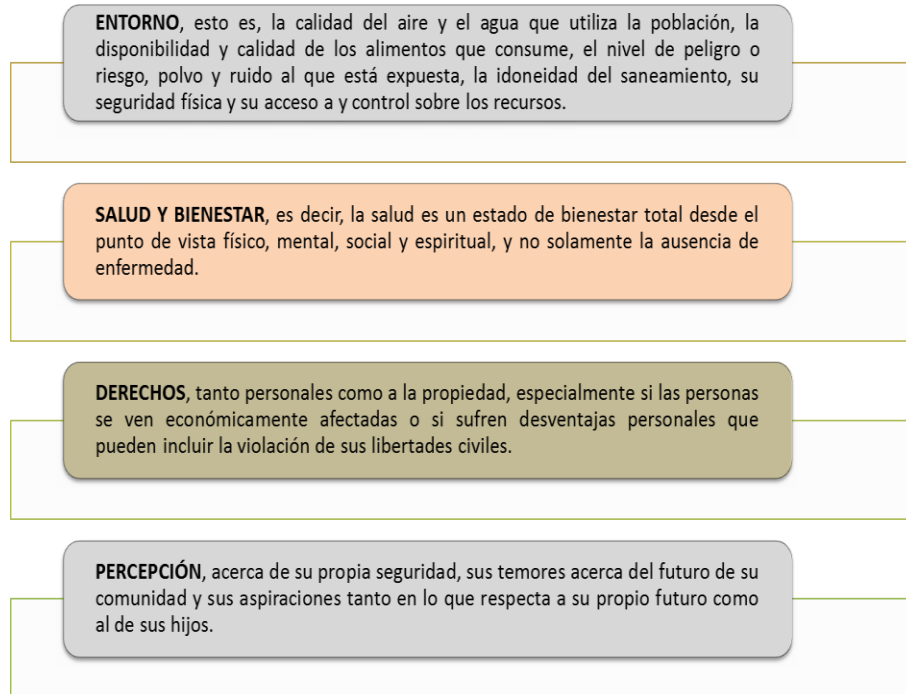 ENTORNO, esto es, la calidad del aire y el agua que utiliza la población, la
disponibilidad y calidad de los alimentos que consume, el nivel de peligro o
riesgo, polvo y ruido al que está expuesta, la idoneidad del saneamiento, su
seguridad física y su acceso a y control sobre los recursos.
SALUD Y BIENESTAR, es decir, la salud es un estado de bienestar total desde el
punto de vista físico, mental, social y espiritual, y no solamente la ausencia de
enfermedad.
DERECHOS, tanto personales como a la propiedad, especialmente si las personas
se ven económicamente afectadas o si sufren desventajas personales que
pueden incluir la violación de sus libertades civiles.
PERCEPCIÓN, acerca de su propia seguridad, sus temores acerca del futuro de su
comunidad y sus aspiraciones tanto en lo que respecta a su propio futuro como
al de sus hijos.